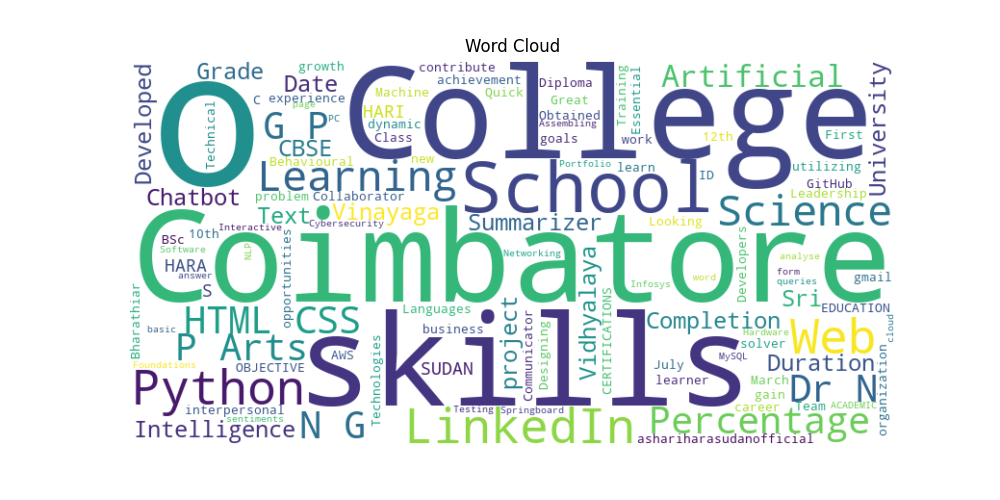 Word Cloud
Developed
Grade
growth
contribute
College
Artificial
University
O
Technical
C
experience
Date
page
PC
achievement
Machine
Quick
Diploma
Great
Obtained
Assembling
goals
work
Training
Essential
12th
First
G P
CBSE
HARI
dynamic
Class
Behavioural
new
Learning
School
Portfolio
learn
ID
utilizing
GitHub
Leadership
Chatbot
problem
Collaborator
Text
Vinayaga
Summarizer
Looking
Science
Interactive
Cybersecurity
BSc
10th
Software
NLP
HARA
answer
S
opportunities
Coimbatore
Networking
Infosys
word
Developers
analyse
form
queries
gmail
Sri
EDUCATION
Bharathiar
HTML CSS
Languages
business
project
Communicator
Designing
Vidhyalaya
CERTIFICATIONS
Completion
Hardware
solver
Web
cloud
basic
P Arts
AWS
skills
MySQL
Duration
Foundations
OBJECTIVE
SUDAN
July
learner
March
gain
Dr N
Python
Technologies
interpersonal
sentiments
Testing
Springboard
career
Team
ACADEMIC
organization
Intelligence
N G
LinkedIn
Percentage
ashariharasudanofficial